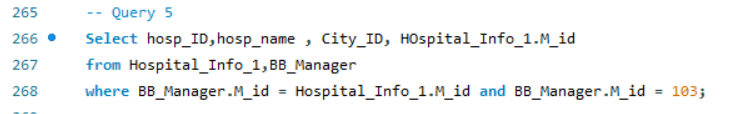 265 -- Query 5
266 Select hosp_ID,hosp_name , City_ID, HOspital_Info_1.M_id
267 from Hospital_Info_1,BB_Manager
268 where BB_Manager.M_id = Hospital_Info_1.M_id and BB_Manager.M_id = 103;